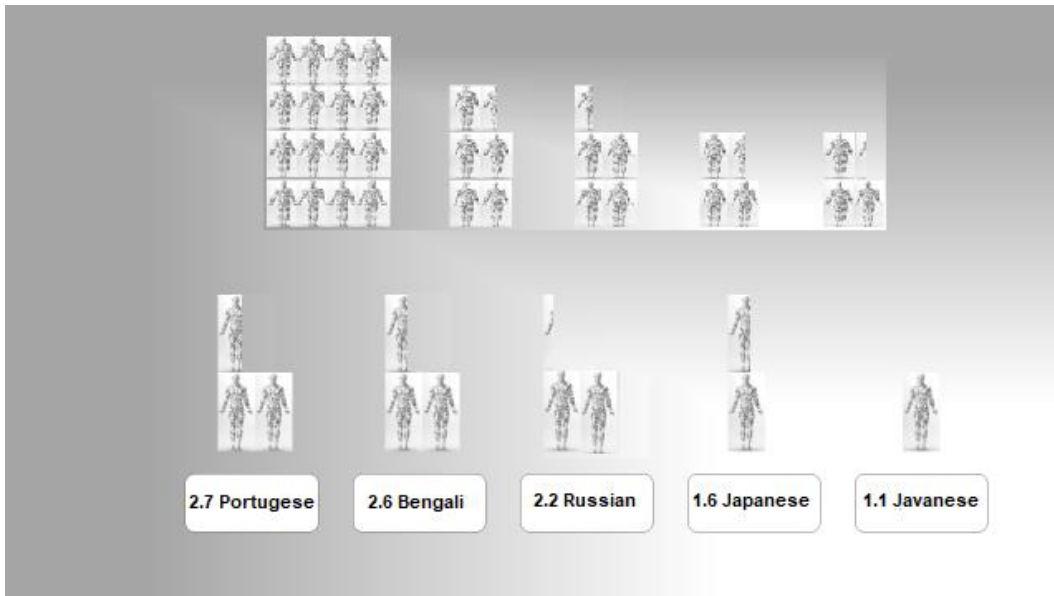 2.7 Portugese
2.6 Bengali
2.2 Russian
1.6 Japanese
1.1 Javanese